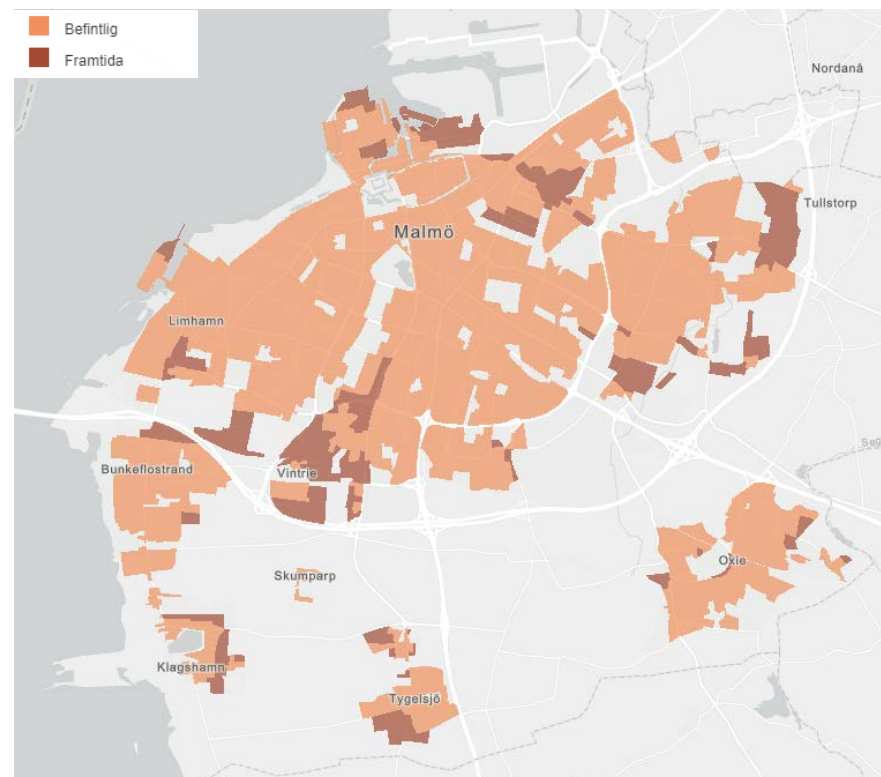 Befintlig
Framtida
Nordanå
Tullstorp
Malmö
Limhamn
Bunkeflostrand
Vintrie
Oxie
Skumparp
Klagshamn
Tygelsjö